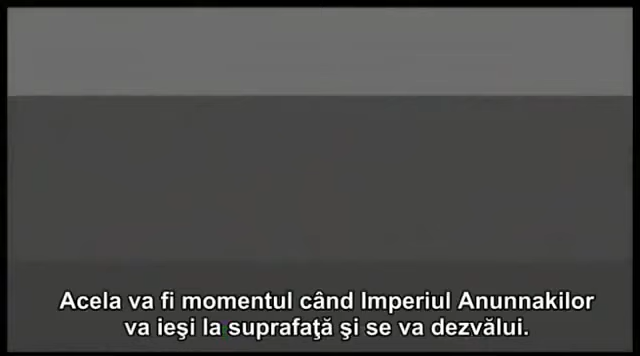 Acela va fi momentul când Imperiul Anunnakilor
va ieşi la suprafaţă şi se va dezvălui.